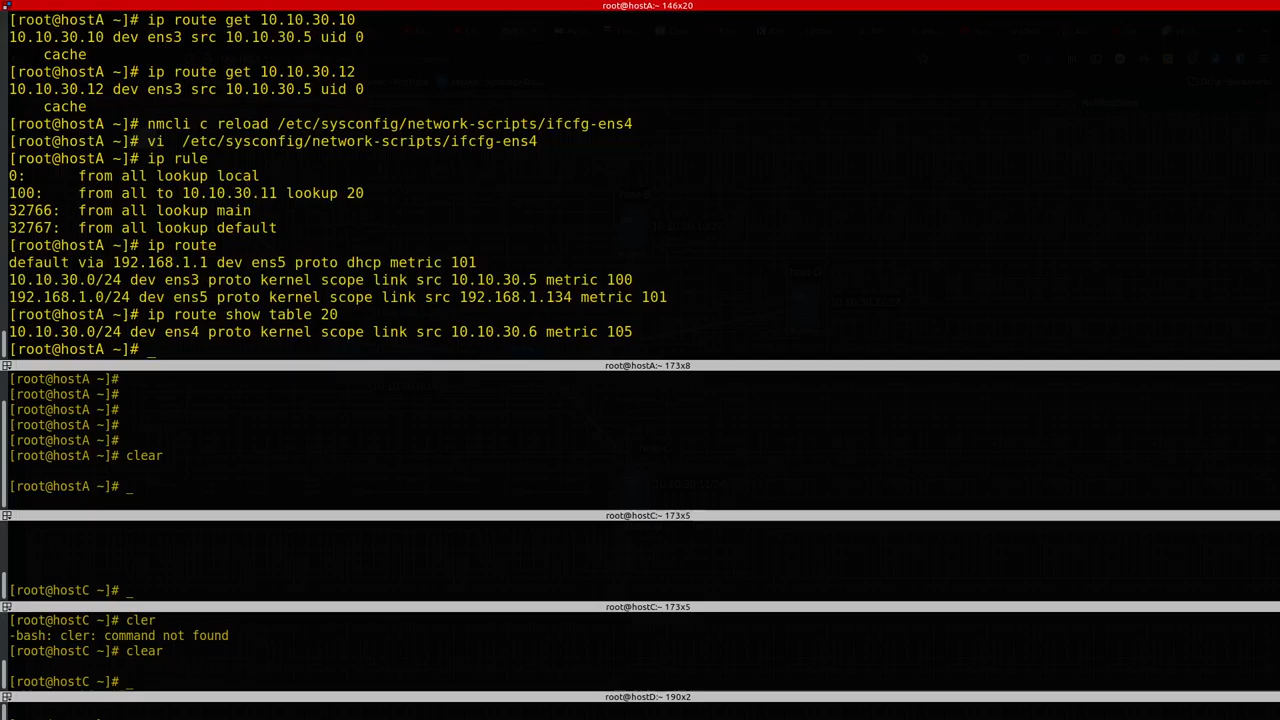 root@hostA:~ 146x20
[root@hostA ~]# ip route get 10.10.30.10
10.10.30.10 dev ens3 src 10.10.30.5 uid 0
    cache
[root@hostA ~]# ip route get 10.10.30.12
10.10.30.12 dev ens3 src 10.10.30.5 uid 0
    cache
[root@hostA ~]# nmcli c reload /etc/sysconfig/network-scripts/ifcfg-ens4
[root@hostA ~]# vi  /etc/sysconfig/network-scripts/ifcfg-ens4
[root@hostA ~]# ip rule
0:      from all lookup local
100:    from all to 10.10.30.11 lookup 20
32766:  from all lookup main
32767:  from all lookup default
[root@hostA ~]# ip route
default via 192.168.1.1 dev ens5 proto dhcp metric 101
10.10.30.0/24 dev ens3 proto kernel scope link src 10.10.30.5 metric 100
192.168.1.0/24 dev ens5 proto kernel scope link src 192.168.1.134 metric 101
[root@hostA ~]# ip route show table 20
10.10.30.0/24 dev ens4 proto kernel scope link src 10.10.30.6 metric 105
[root@hostA ~]# _
root@hostA:~ 173x8
[root@hostA ~]#
[root@hostA ~]#
[root@hostA ~]#
[root@hostA ~]#
[root@hostA ~]#
[root@hostA ~]# clear
[root@hostA ~]# _
root@hostC:~ 173x5
[root@hostC ~]# _
root@hostC:~ 173x5
[root@hostC ~]# cler
-bash: cler: command not found
[root@hostC ~]# clear
[root@hostC ~]# _
root@hostD:~ 190x2